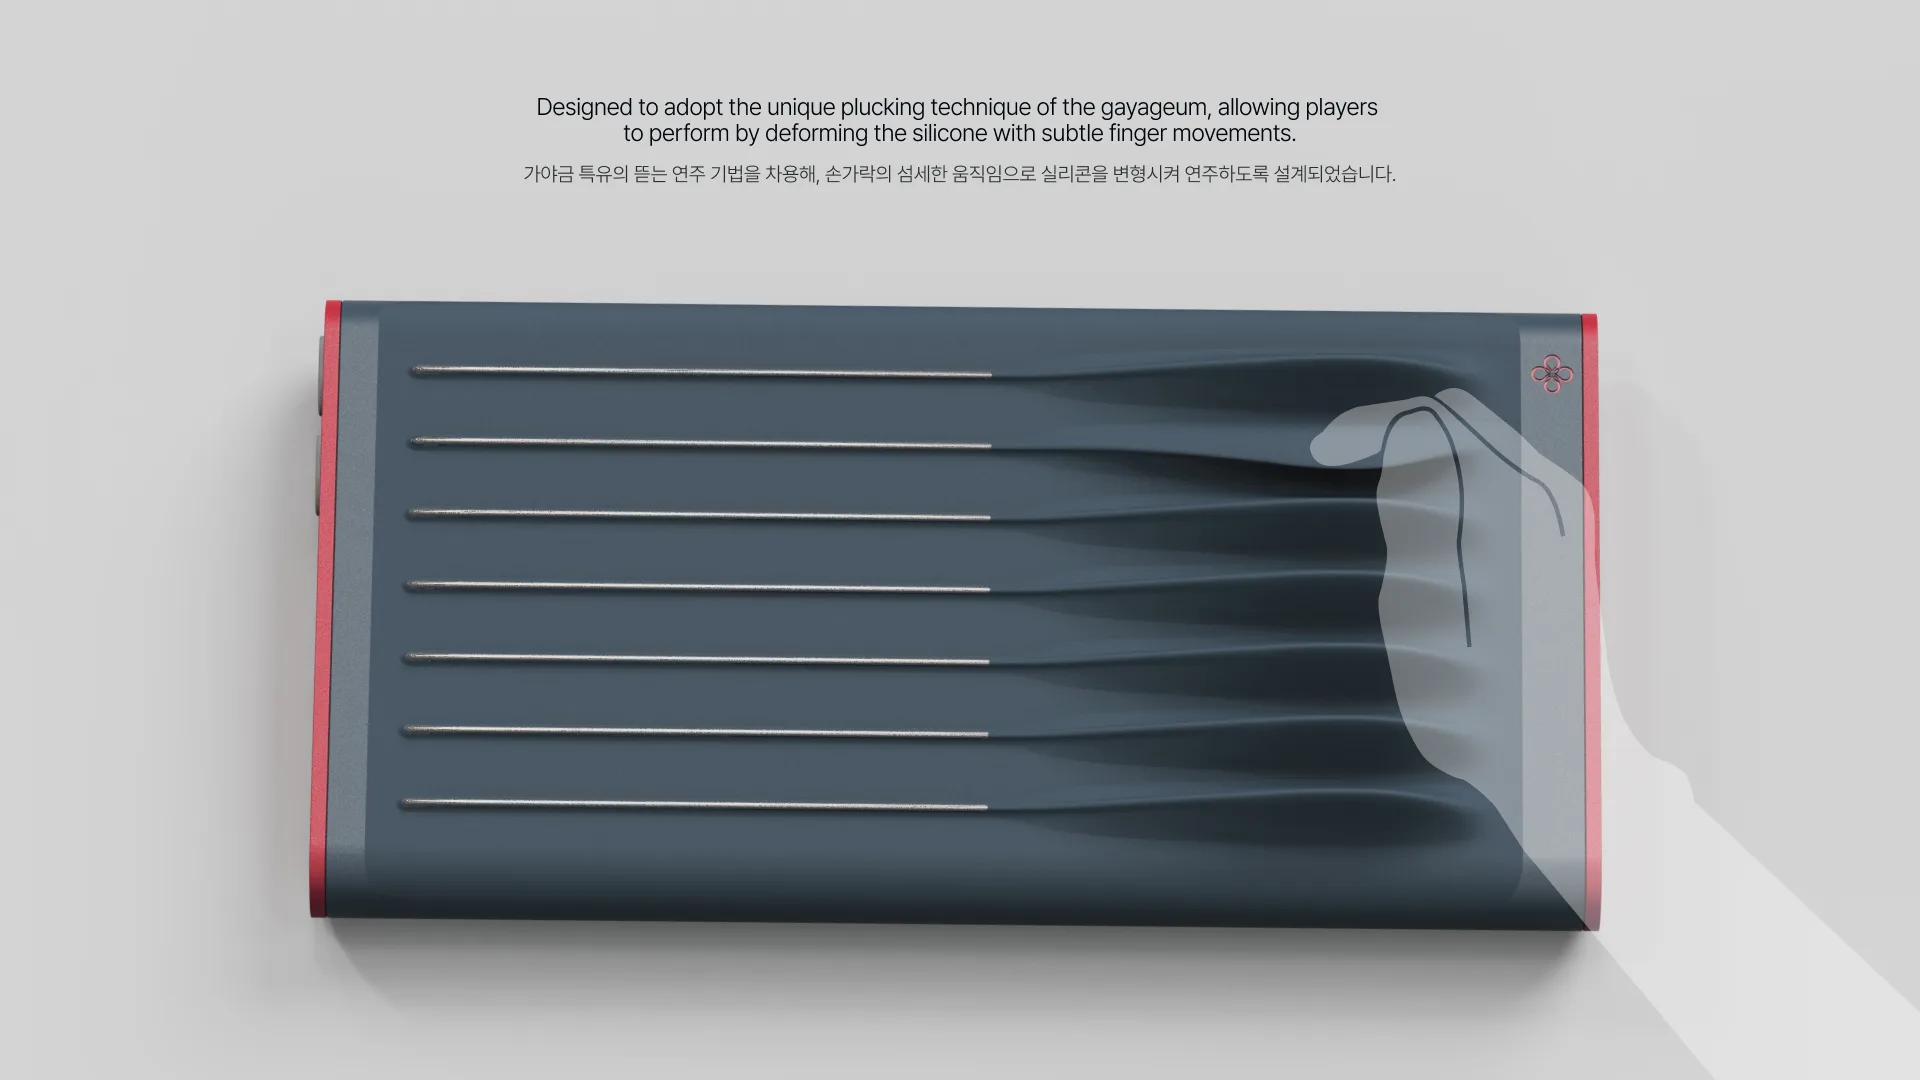 Designed to adopt the unique plucking technique of the gayageum, allowing players
to perform by deforming the silicone with subtle finger movements.
가야금 특유의 뜯는 연주 기법을 차용해, 손가락의 섬세한 움직임으로 실리콘을 변형시켜 연주하도록 설계되었습니다.